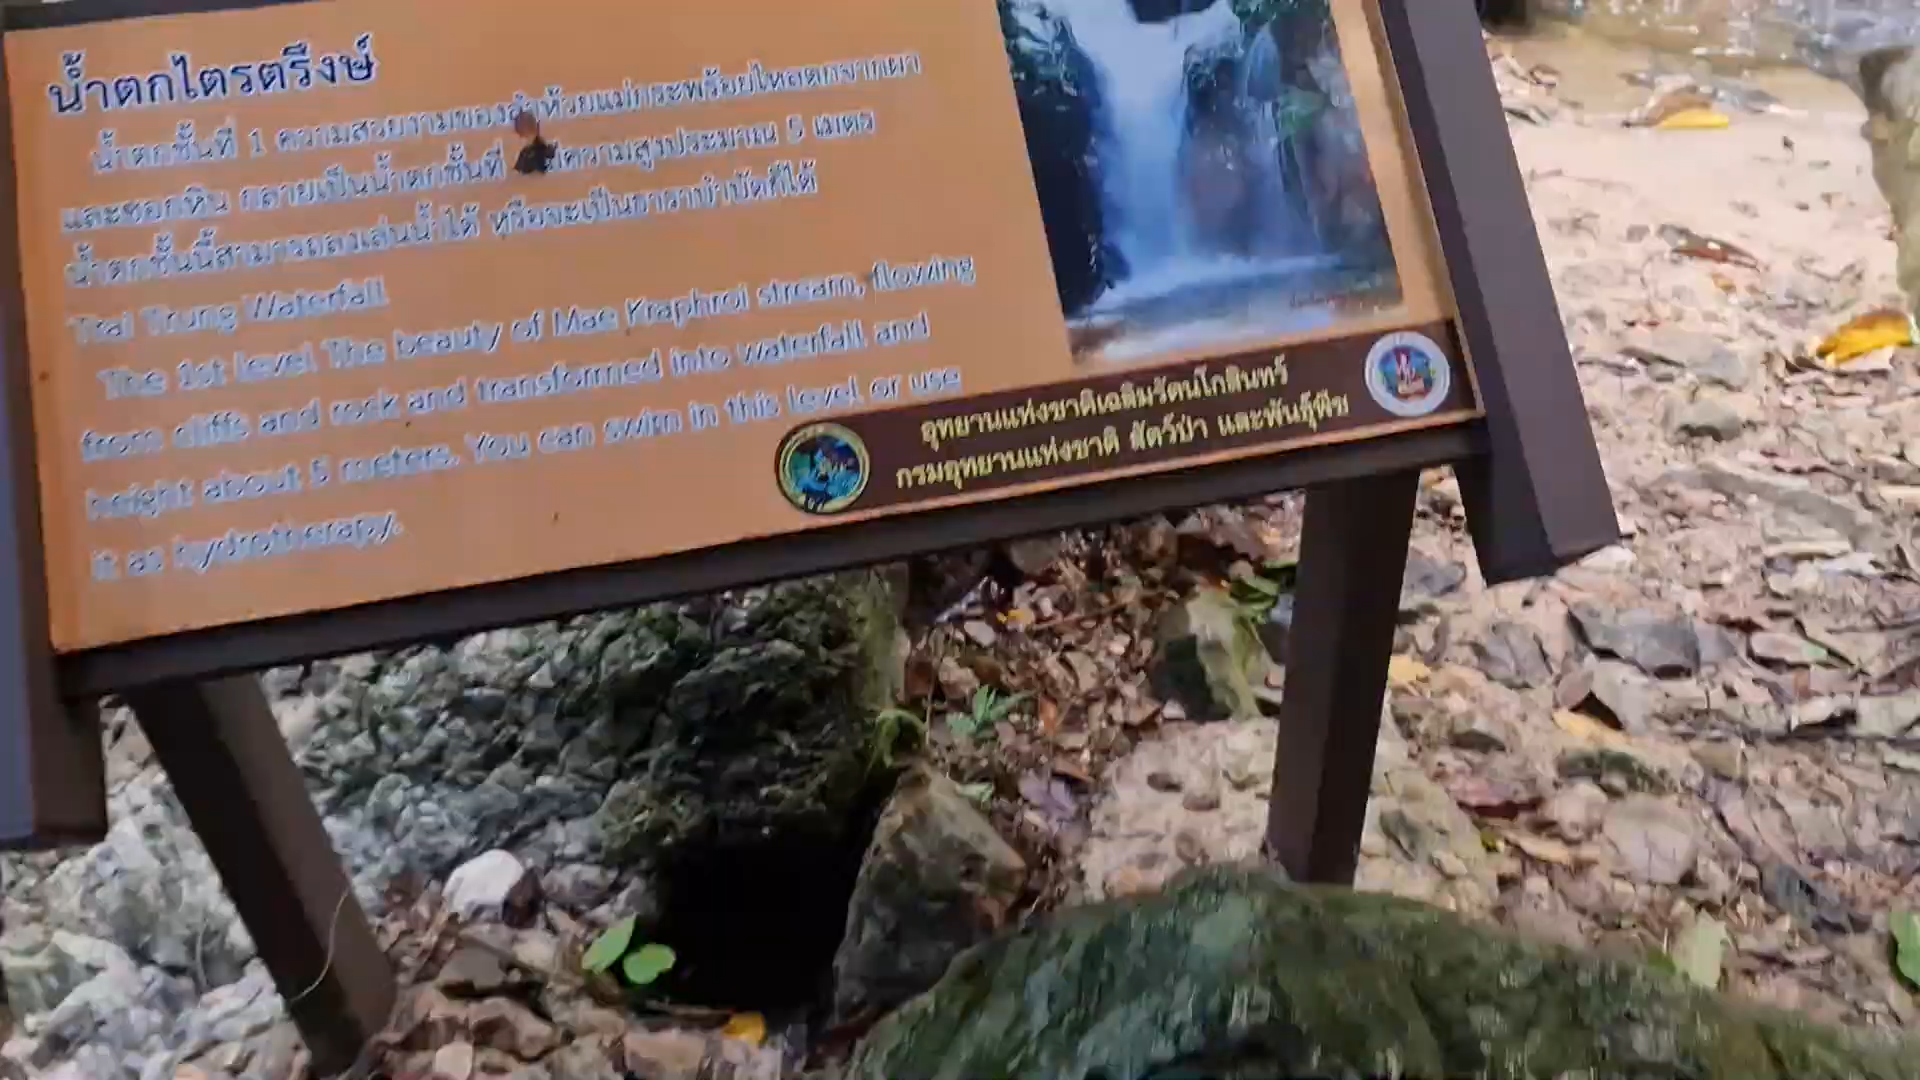 น้ำตกไตรตรึงษ์
น้ำตกชั้นที่ 1 ความสวยงามของลำห้วยแม่กระพร้อยไหลตกจากผา
และซอกหิน กลายเป็นน้ำตกชั้นที่ มีความสูงประมาณ 5 เมตร
น้ำตกชั้นนี้สามารถลงเล่นน้ำได้ หรือจะเป็นธาราบำบัดก็ได้
Trai Trung Waterfall
The 1st level The beauty of Mae Kraphroi stream, flowing
from cliffs and rock and transformed into waterfall and
height about 5 meters. You can swim in this level or use
it as hydrotherapy.
อุทยานแห่งชาติเฉลิมรัตนโกสินทร์
กรมอุทยานแห่งชาติ สัตว์ป่า และพันธุ์พืช